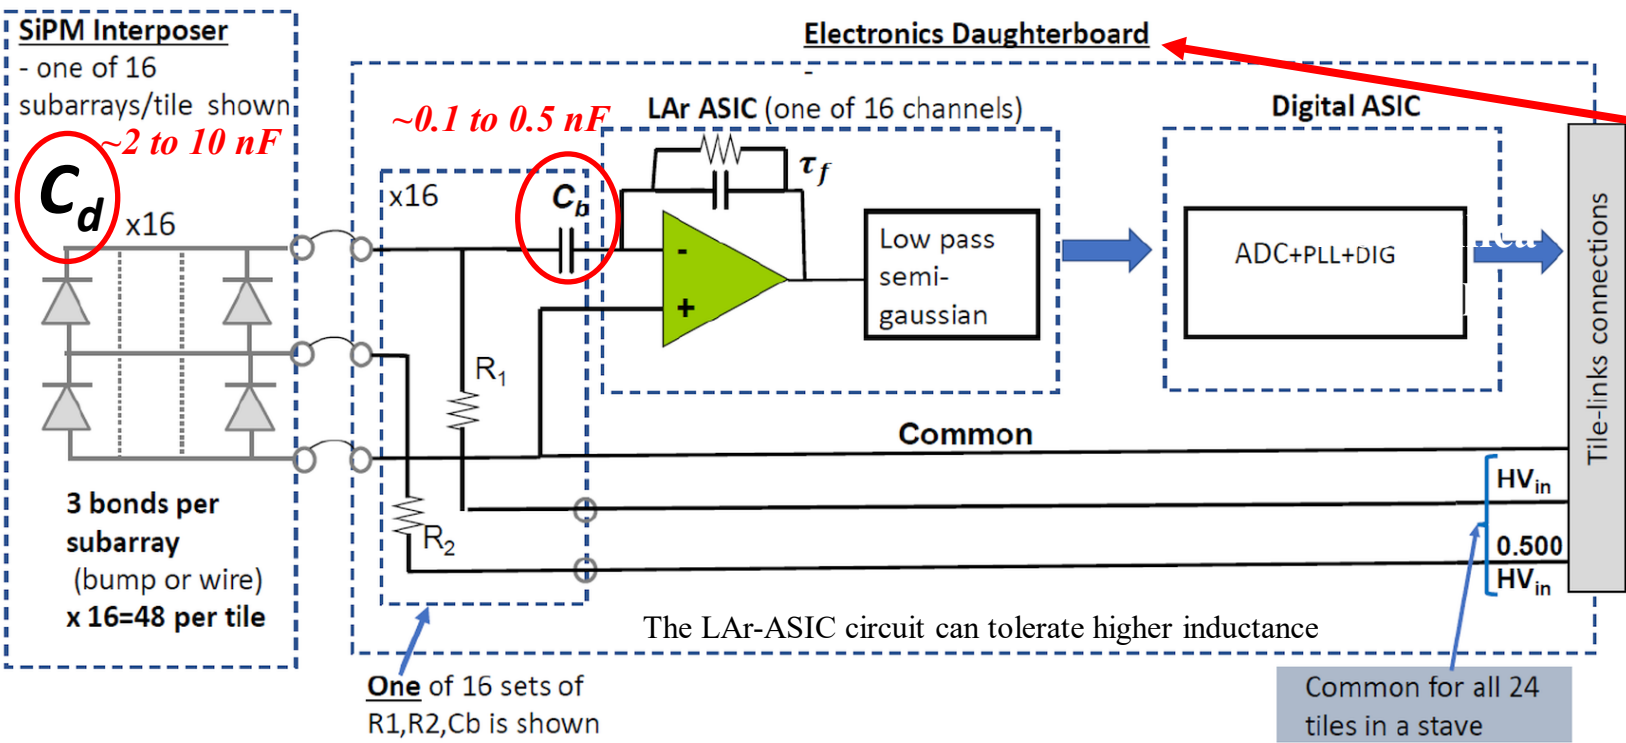 SiPM Interposer
- one of 16
subarrays/tile shown
~2 to 10 nF
Cd
x16
3 bonds per
subarray
(bump or wire)
x 16=48 per tile
Electronics Daughterboard
-
~0.1 to 0.5 nF
x16
Cb
R1
R2
LAr ASIC (one of 16 channels)
τf
-
+
Low pass
semi-
gaussian
Digital ASIC
ADC+PLL+DIG
Common
HVin
0.500
HVin
Tile-links connections
The LAr-ASIC circuit can tolerate higher inductance
One of 16 sets of
R1,R2,Cb is shown
Common for all 24
tiles in a stave